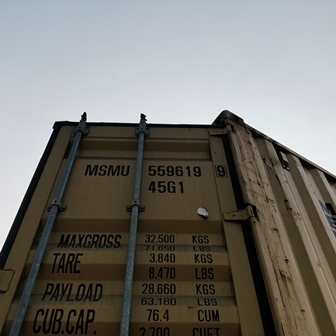 MSMU 559619 9
45G1
MAXGROSS 32,500 KGS
71,650 LBS
TARE 3.840 KGS
8,470 LBS
PAYLOAD 28,660 KGS
63,180 LBS
CUB.CAP. 76.4 CUM
2,700 CUFT